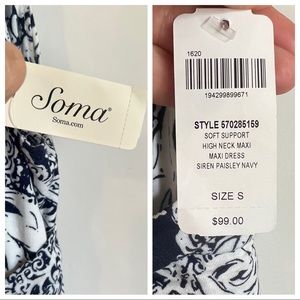 Soma®
Soma.com
1620
194299899671
STYLE 570285159
SOFT SUPPORT
HIGH NECK MAXI
MAXI DRESS
SIREN PAISLEY NAVY
SIZE S
$99.00